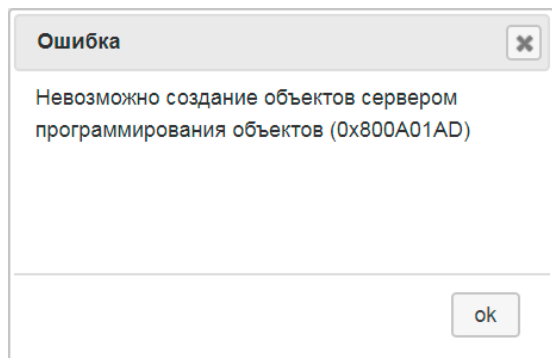 Ошибка
Невозможно создание объектов сервером
программирования объектов (0x800A01AD)
ok